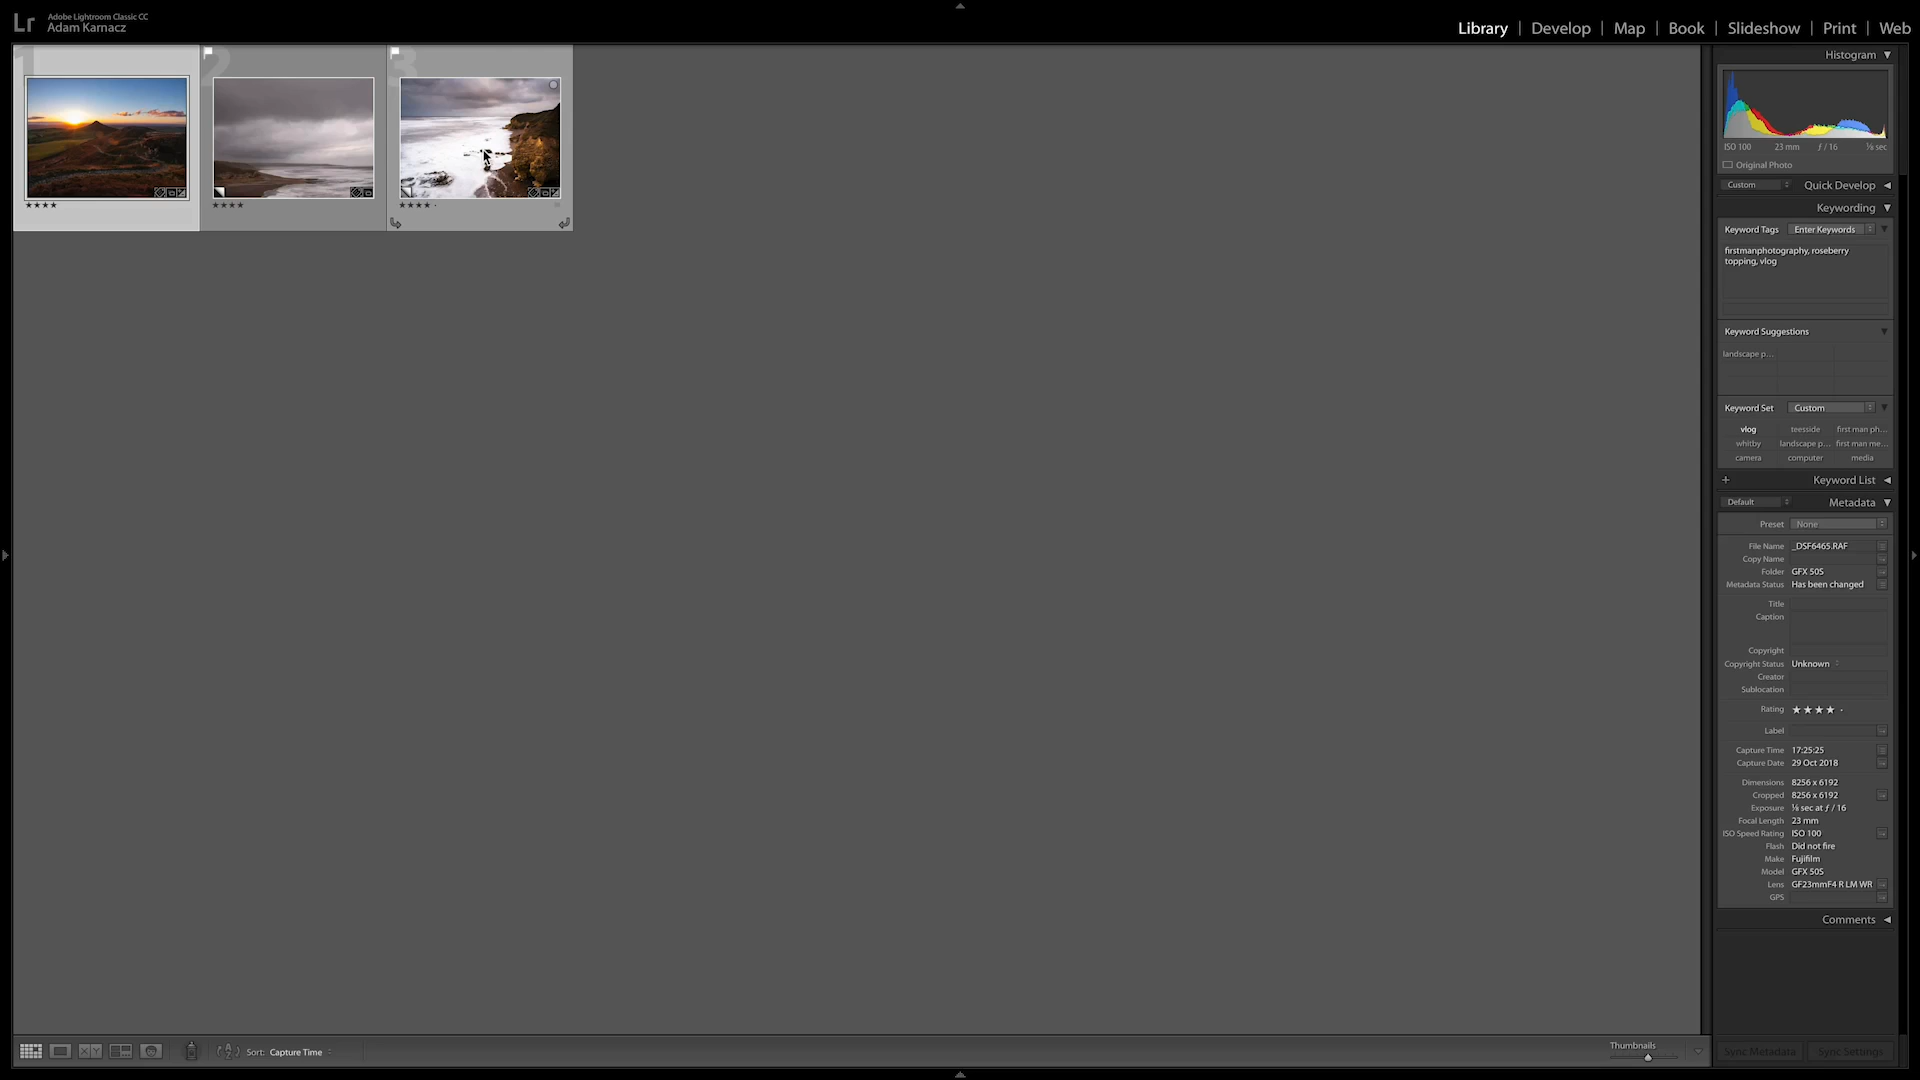 Lr Adobe Lightroom Classic CC
Adam Karnacz
Library | Develop | Map | Book | Slideshow | Print | Web
1 2 3
★★★★ ★★★★ ★★★★ ·
Histogram
ISO 100 23 mm ƒ / 16 ⅛ sec
Original Photo
Custom Quick Develop
Keywording
Keyword Tags Enter Keywords
firstmanphotography, roseberry
topping, vlog
Keyword Suggestions
landscape p...
Keyword Set Custom
vlog teesside first man ph...
whitby landscape p... first man me...
camera computer media
+ Keyword List
Default Metadata
Preset None
File Name _DSF6465.RAF
Copy Name
Folder GFX 50S
Metadata Status Has been changed
Title
Caption
Copyright
Copyright Status Unknown
Creator
Sublocation
Rating ★★★★ ·
Label
Capture Time 17:25:25
Capture Date 29 Oct 2018
Dimensions 8256 x 6192
Cropped 8256 x 6192
Exposure ⅛ sec at ƒ / 16
Focal Length 23 mm
ISO Speed Rating ISO 100
Flash Did not fire
Make Fujifilm
Model GFX 50S
Lens GF23mmF4 R LM WR
GPS
Comments
X Y A Z Sort: Capture Time Thumbnails Sync Metadata Sync Settings